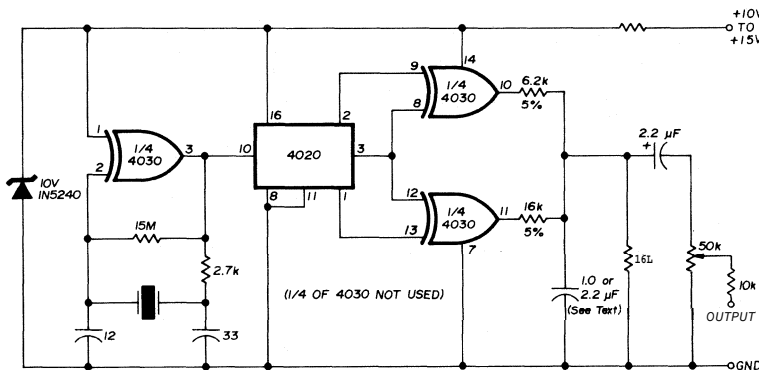 +10V
TO
+15V
14
9
8
1/4
4030
10
6.2k
5%
16
2
1
2
1/4
4030
3
10
4020
3
2.2 µF
+
8
11
1
12
13
1/4
4030
11
16k
5%
7
10V
IN5240
15M
2.7k
(1/4 OF 4030 NOT USED)
1.0 or
2.2 µF
(See Text)
16L
50k
10k
OUTPUT
12
33
GND